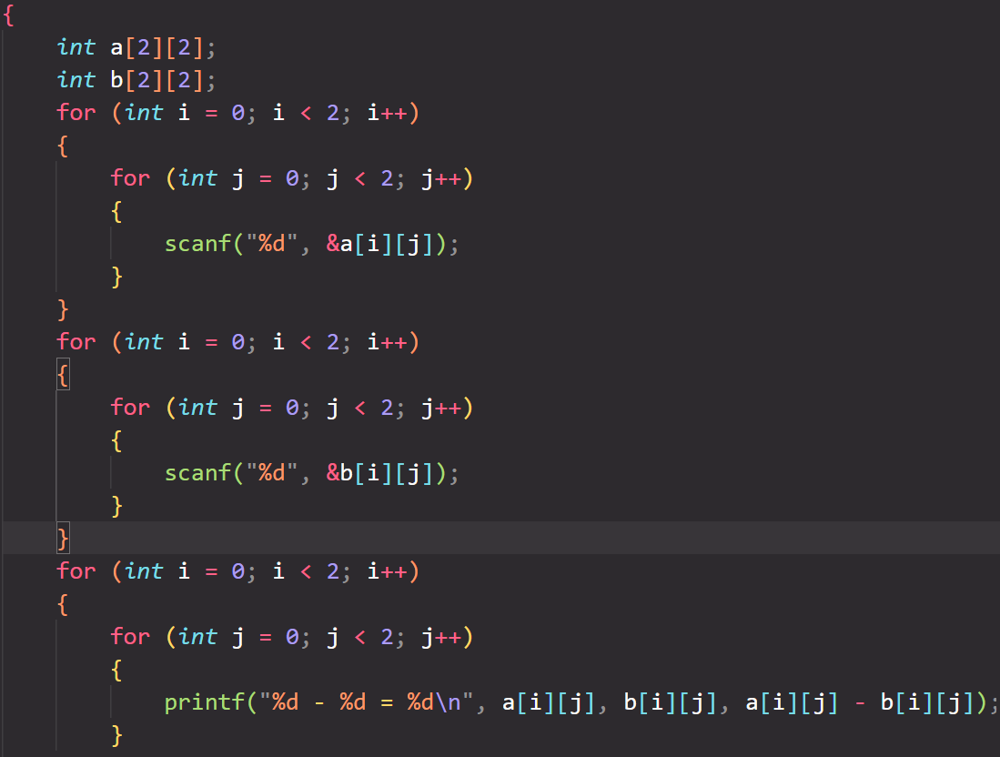 {
    int a[2][2];
    int b[2][2];
    for (int i = 0; i < 2; i++)
    {
        for (int j = 0; j < 2; j++)
        {
            scanf("%d", &a[i][j]);
        }
    }
    for (int i = 0; i < 2; i++)
    {
        for (int j = 0; j < 2; j++)
        {
            scanf("%d", &b[i][j]);
        }
    }
    for (int i = 0; i < 2; i++)
    {
        for (int j = 0; j < 2; j++)
        {
            printf("%d - %d = %d\n", a[i][j], b[i][j], a[i][j] - b[i][j]);
        }